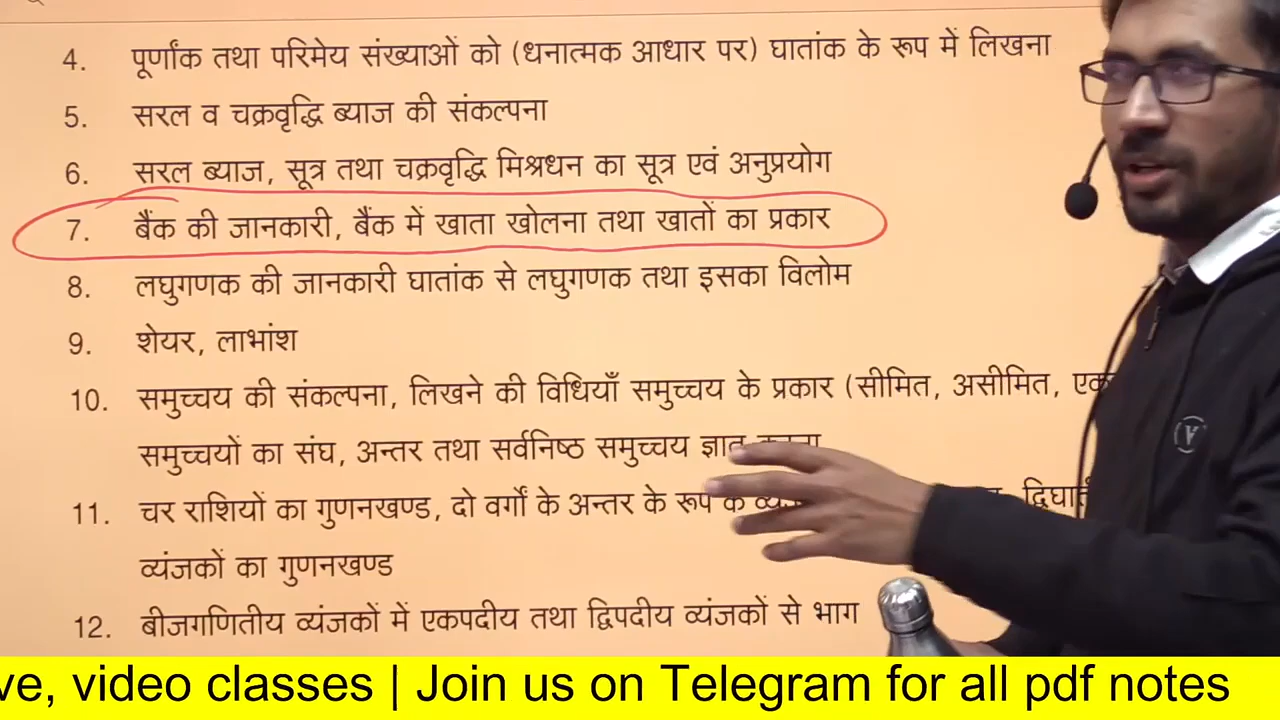 4. पूर्णांक तथा परिमेय संख्याओं को (धनात्मक आधार पर) घातांक के रूप में लिखना
5. सरल व चक्रवृद्धि ब्याज की संकल्पना
6. सरल ब्याज, सूत्र तथा चक्रवृद्धि मिश्रधन का सूत्र एवं अनुप्रयोग
7. बैंक की जानकारी, बैंक में खाता खोलना तथा खातों का प्रकार
8. लघुगणक की जानकारी घातांक से लघुगणक तथा इसका विलोम
9. शेयर, लाभांश
10. समुच्चय की संकल्पना, लिखने की विधियाँ समुच्चय के प्रकार (सीमित, असीमित,
समुच्चयों का संघ, अन्तर तथा सर्वनिष्ठ समुच्चय ज्ञात करना
11. चर राशियों का गुणनखण्ड, दो वर्गों के अन्तर के रूप के
व्यंजकों का गुणनखण्ड
12. बीजगणितीय व्यंजकों में एकपदीय तथा द्विपदीय व्यंजकों से भाग
ve, video classes | Join us on Telegram for all pdf notes